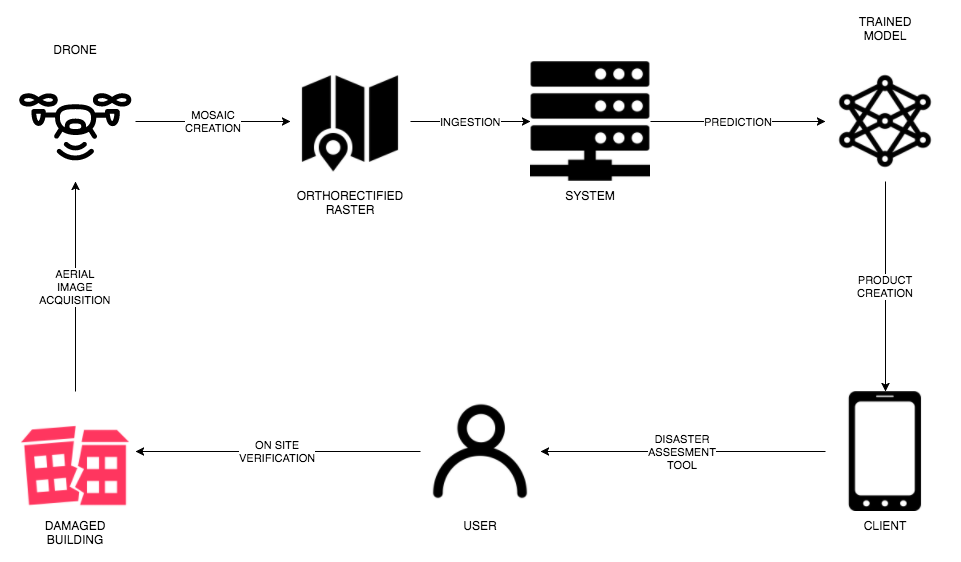 TRAINED
MODEL
DRONE
MOSAIC
CREATION
INGESTION
PREDICTION
ORTHORECTIFIED
RASTER
SYSTEM
AERIAL
IMAGE
ACQUISITION
PRODUCT
CREATION
ON SITE
VERIFICATION
DISASTER
ASSESMENT
TOOL
DAMAGED
BUILDING
USER
CLIENT